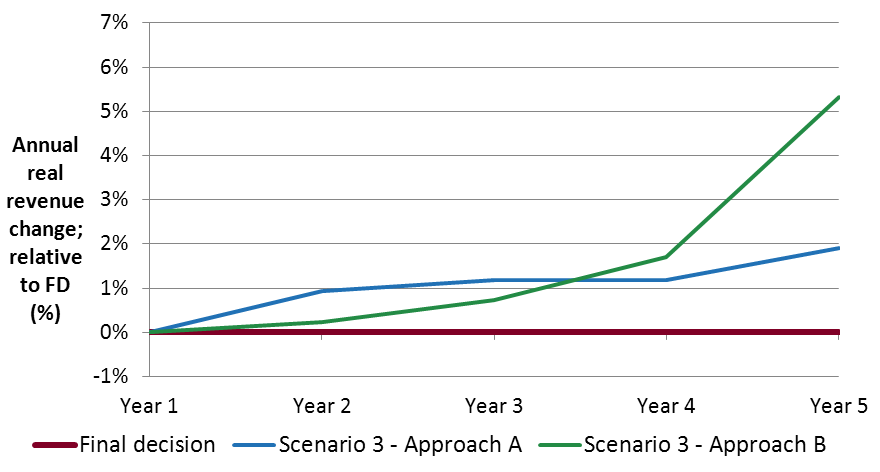 7%
6%
5%
4%
3%
2%
1%
0%
-1%
Annual
real
revenue
change;
relative
to FD
(%)
Year 1 Year 2 Year 3 Year 4 Year 5
Final decision Scenario 3 - Approach A Scenario 3 - Approach B